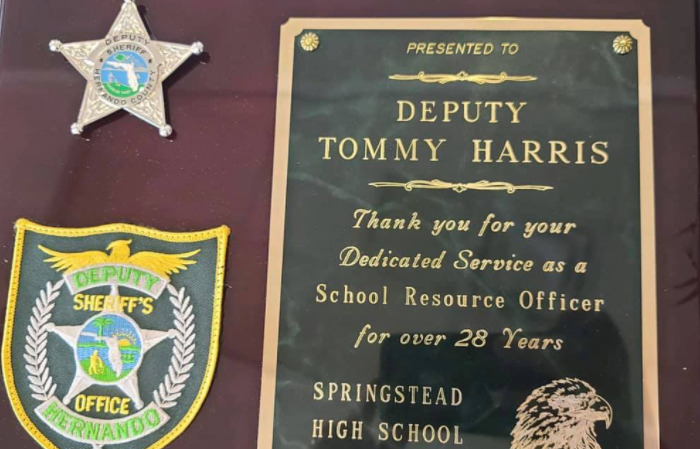 DEPUTY
SHERIFF
HERNANDO COUNTY
DEPUTY
SHERIFF'S
OFFICE
HERNANDO
PRESENTED TO
DEPUTY
TOMMY HARRIS
Thank you for your
Dedicated Service as a
School Resource Officer
for over 28 Years
SPRINGSTEAD
HIGH SCHOOL